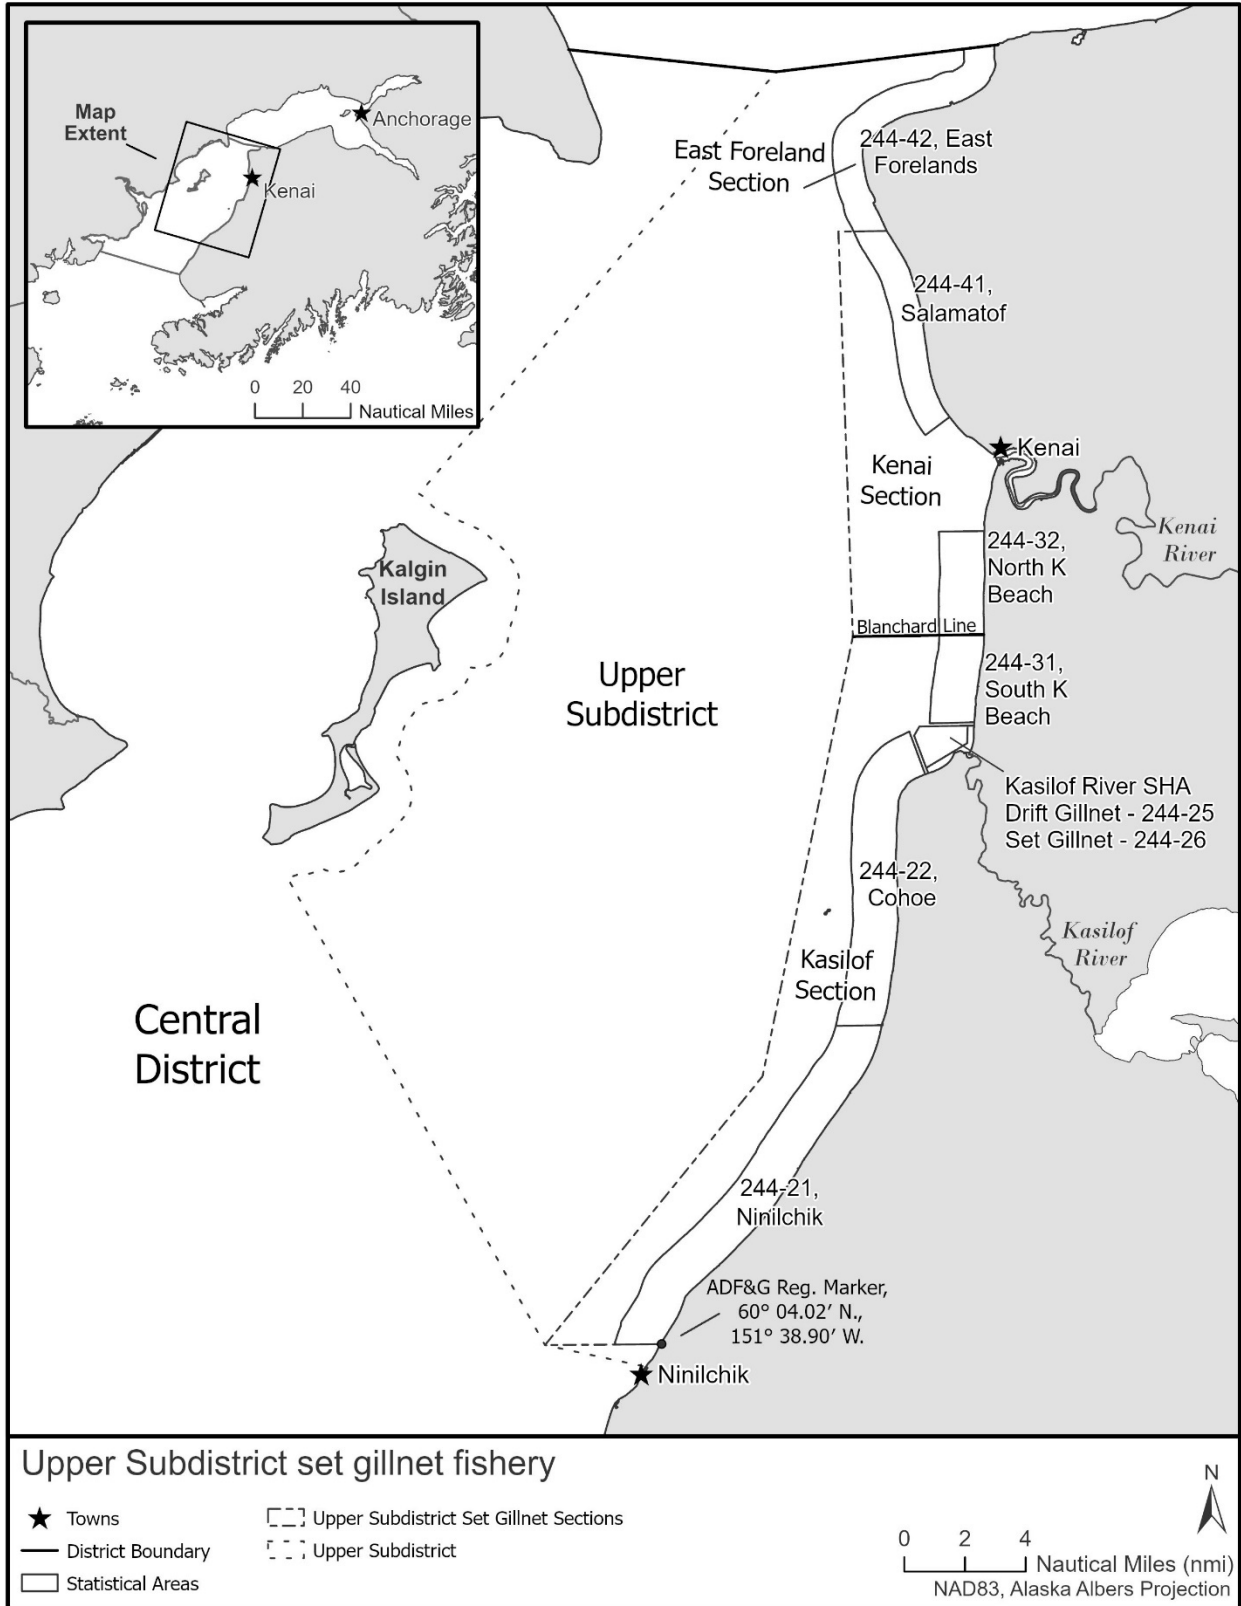 Map
Extent
Anchorage
Kenai
0 20 40
Nautical Miles
East Foreland
Section
244-42, East
Forelands
244-41,
Salamatof
Kenai
Kenai
Section
Kenai
River
244-32,
North K
Beach
Blanchard Line
244-31,
South K
Beach
Kalgin
Island
Upper
Subdistrict
Kasilof River SHA
Drift Gillnet - 244-25
Set Gillnet - 244-26
244-22,
Cohoe
Kasilof
River
Kasilof
Section
Central
District
244-21,
Ninilchik
ADF&G Reg. Marker,
60° 04.02′ N.,
151° 38.90′ W.
Ninilchik
Upper Subdistrict set gillnet fishery
Towns
District Boundary
Statistical Areas
Upper Subdistrict Set Gillnet Sections
Upper Subdistrict
N
0 2 4
Nautical Miles (nmi)
NAD83, Alaska Albers Projection